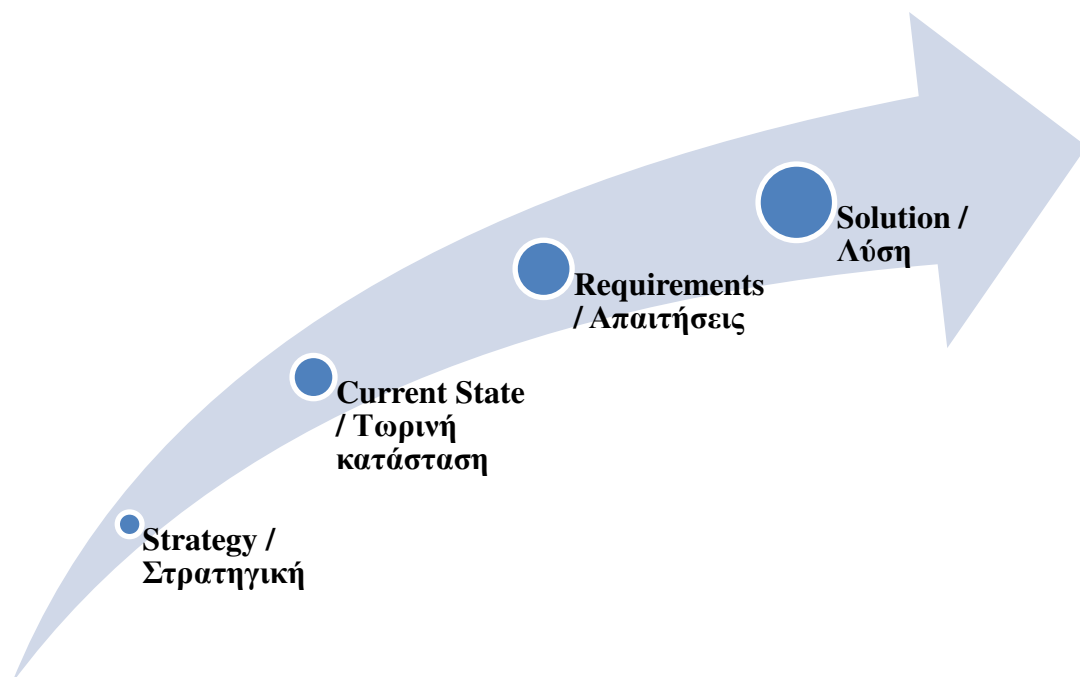 Solution /
Λύση
Requirements
/ Απαιτήσεις
Current State
/ Τωρινή
κατάσταση
Strategy /
Στρατηγική